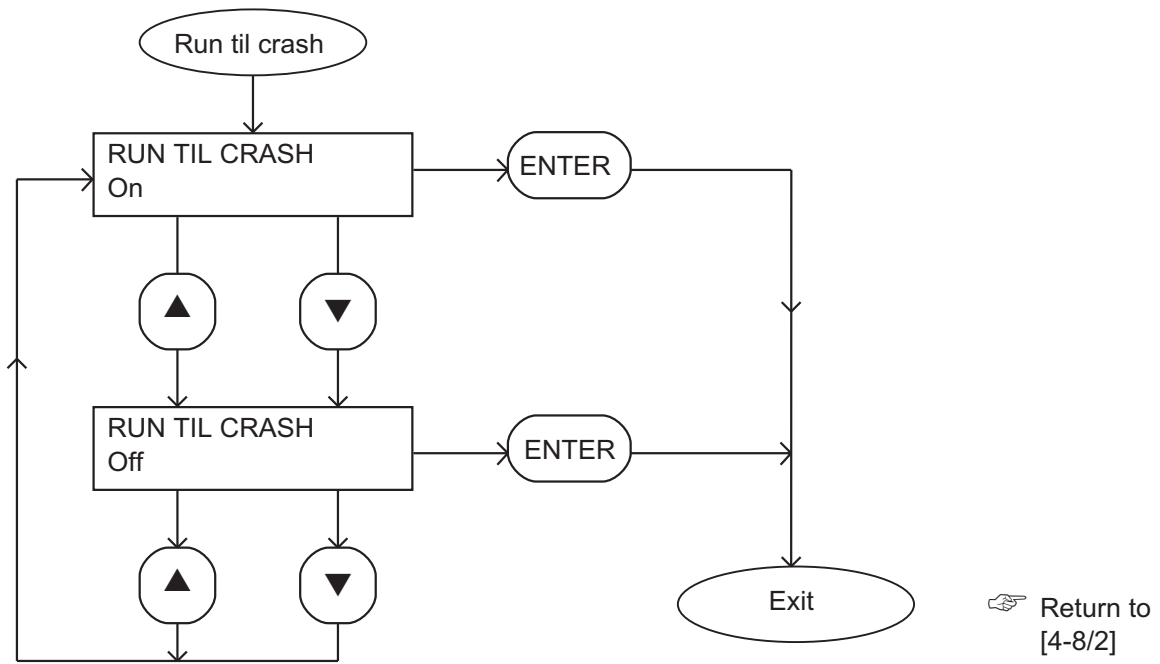 Run til crash
RUN TIL CRASH
On
ENTER
RUN TIL CRASH
Off
ENTER
Exit
Return to
[4-8/2]